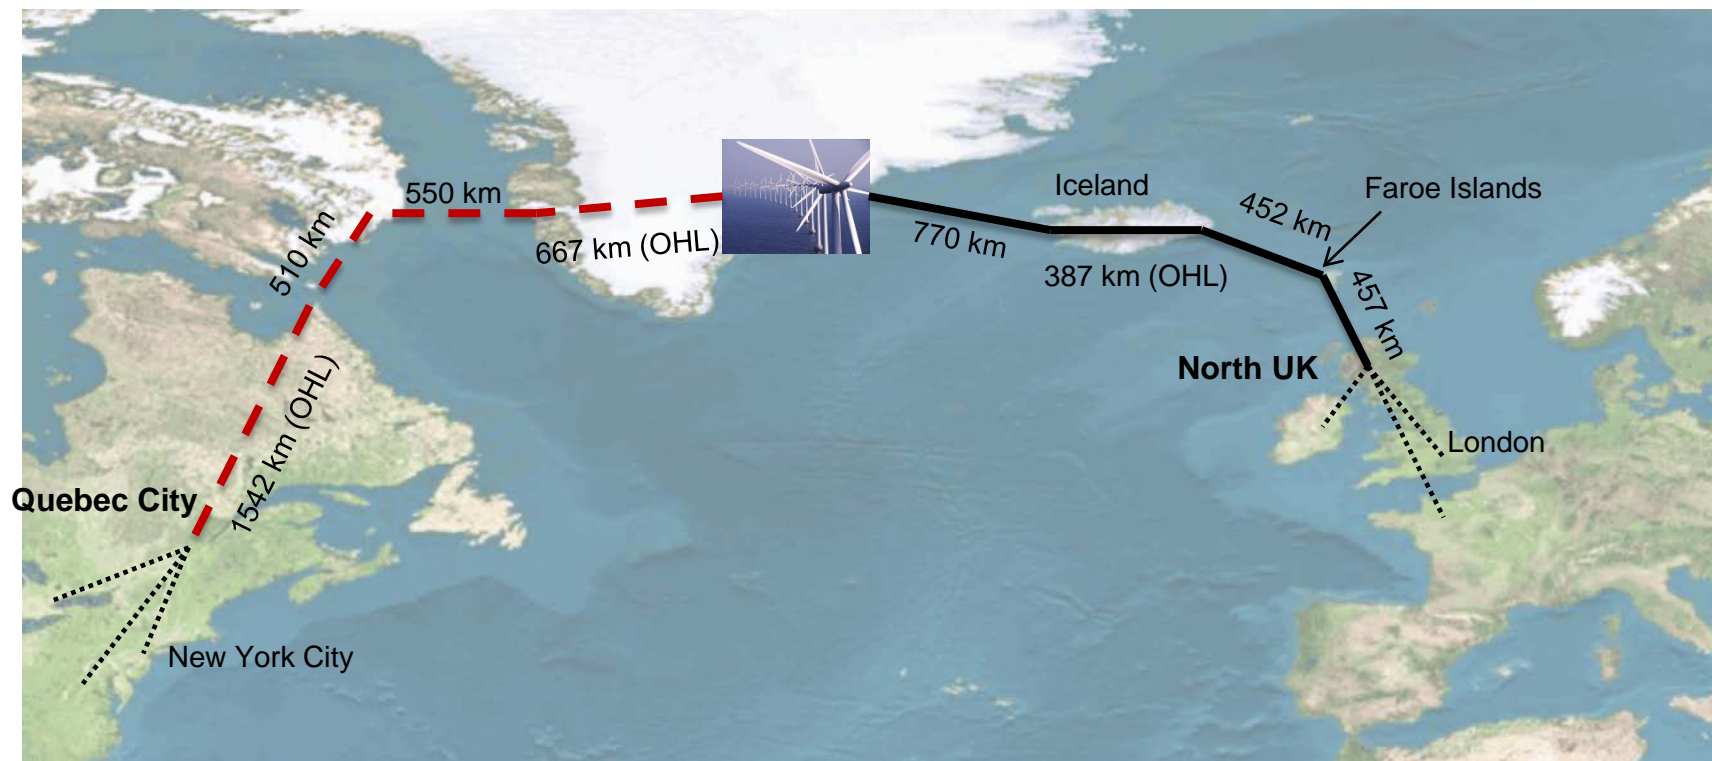 550 km
510 km
667 km (OHL)
1542 km (OHL)
Quebec City
New York City
770 km
Iceland
387 km (OHL)
452 km
Faroe Islands
457 km
North UK
London